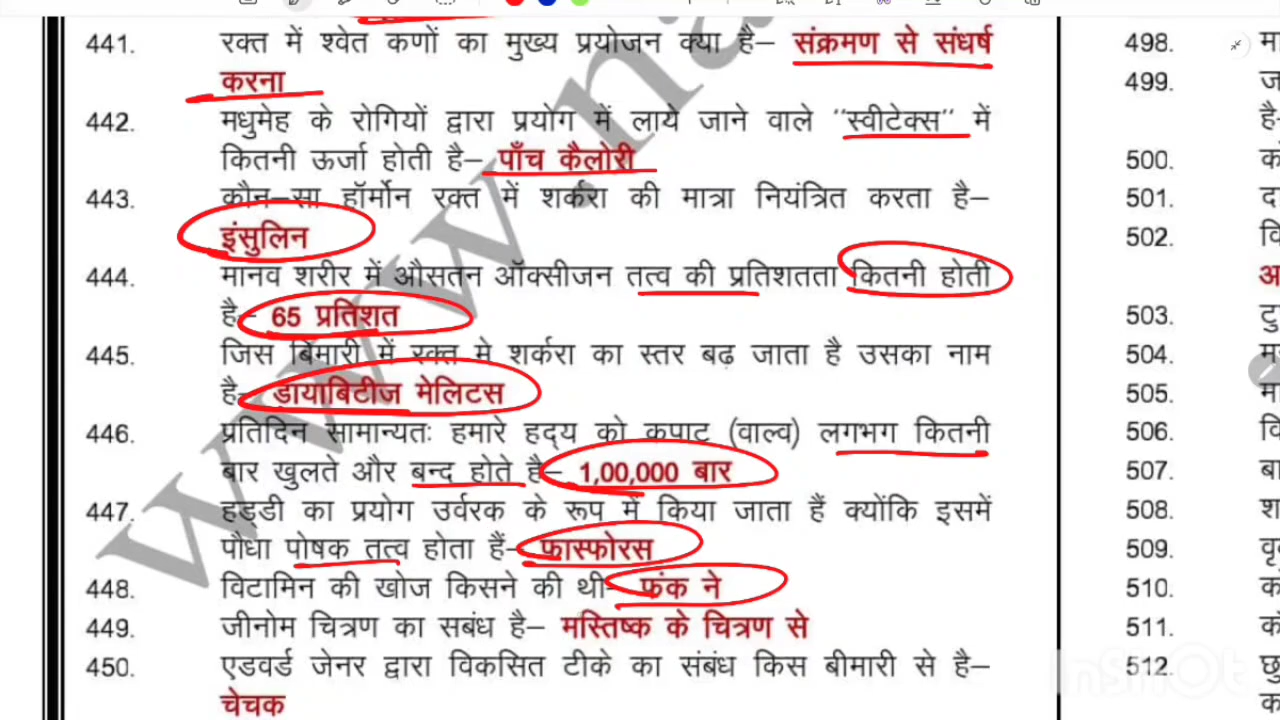 441. रक्त में श्वेत कणों का मुख्य प्रयोजन क्या है– संक्रमण से संघर्ष
करना
442. मधुमेह के रोगियों द्वारा प्रयोग में लाये जाने वाले "स्वीटेक्स" में
कितनी ऊर्जा होती है– पाँच कैलोरी
443. कौन–सा हॉर्मोन रक्त में शर्करा की मात्रा नियंत्रित करता है–
इंसुलिन
444. मानव शरीर में औसतन ऑक्सीजन तत्व की प्रतिशतता कितनी होती
है– 65 प्रतिशत
445. जिस बिमारी में रक्त मे शर्करा का स्तर बढ़ जाता है उसका नाम
है– डायाबिटीज मेलिटस
446. प्रतिदिन सामान्यतः हमारे हद्य को कपाट (वाल्व) लगभग कितनी
बार खुलते और बन्द होते है– 1,00,000 बार
447. हड्डी का प्रयोग उर्वरक के रूप में किया जाता हैं क्योंकि इसमें
पौधा पोषक तत्व होता हैं– फास्फोरस
448. विटामिन की खोज किसने की थी– फंक ने
449. जीनोम चित्रण का सबंध है– मस्तिष्क के चित्रण से
450. एडवर्ड जेनर द्वारा विकसित टीके का संबंध किस बीमारी से है–
चेचक
498.
499.
है–
500.
501.
502.
503.
504.
505.
506.
507.
508.
509.
510.
511.
512.
www.na
InShOt